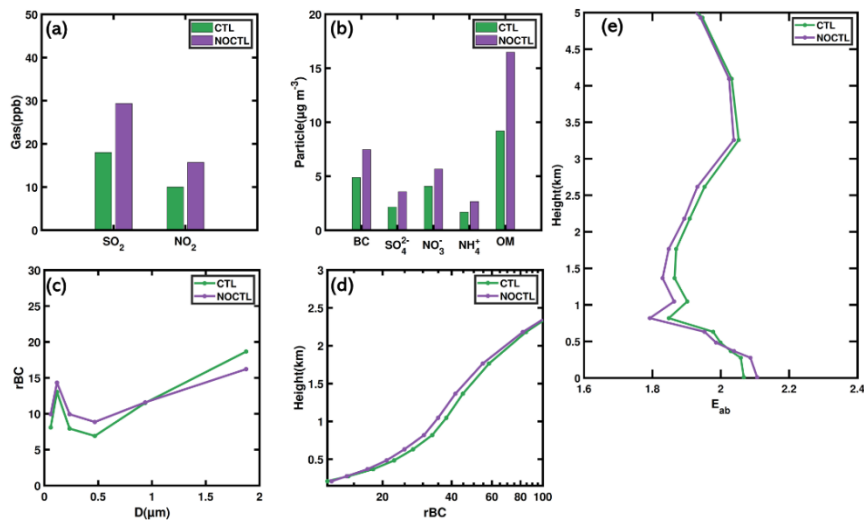 (a)
CTL
NOCTL
Gas(ppb)
50
40
30
20
10
0
SO2
NO2
(b)
CTL
NOCTL
Particle(μg m-3)
20
15
10
5
0
BC
SO42-
NO3-
NH4+
OM
(c)
CTL
NOCTL
rBC
30
25
20
15
10
5
0
0
0.5
1
1.5
2
D(μm)
(d)
CTL
NOCTL
Height(km)
3
2.5
2
1.5
1
0.5
20
40
60
80
100
rBC
(e)
CTL
NOCTL
Height(km)
5
4.5
4
3.5
3
2.5
2
1.5
1
0.5
0
1.6
1.8
2
2.2
2.4
Eab